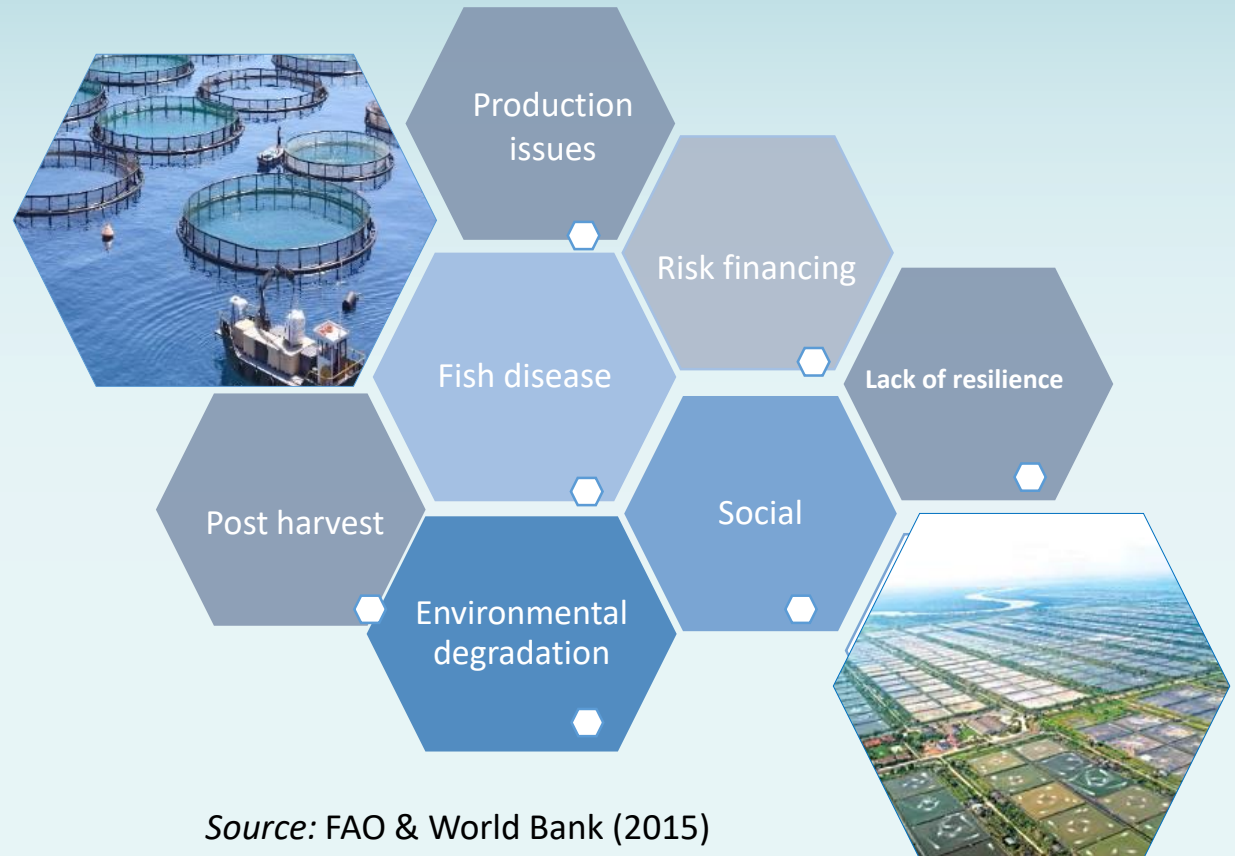 Production
issues
Risk financing
Fish disease
Lack of resilience
Post harvest
Social
Environmental
degradation
Source: FAO & World Bank (2015)